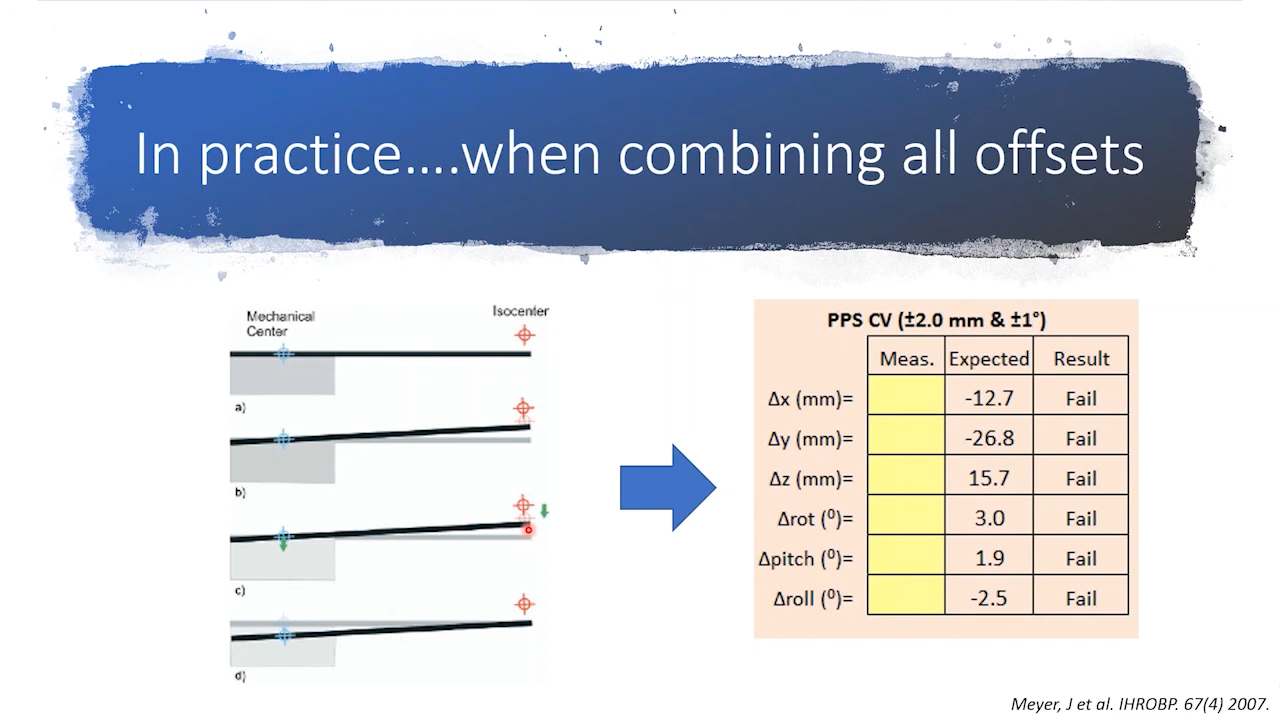 In practice....when combining all offsets
Mechanical
Center
Isocenter
a)
b)
c)
d)
PPS CV (±2.0 mm & ±1°)
Meas. Expected Result
Δx (mm)= -12.7 Fail
Δy (mm)= -26.8 Fail
Δz (mm)= 15.7 Fail
Δrot (⁰)= 3.0 Fail
Δpitch (⁰)= 1.9 Fail
Δroll (⁰)= -2.5 Fail
Meyer, J et al. IHROBP. 67(4) 2007.